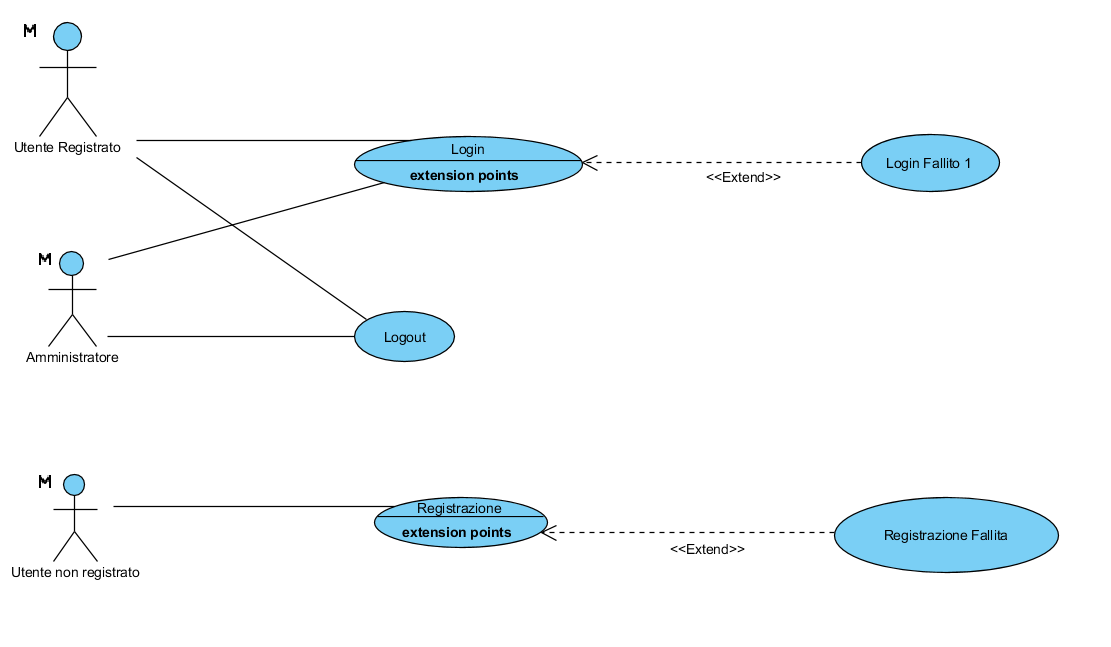 M
Utente Registrato
Login
extension points
<<Extend>>
Login Fallito 1
M
Amministratore
Logout
M
Utente non registrato
Registrazione
extension points
<<Extend>>
Registrazione Fallita